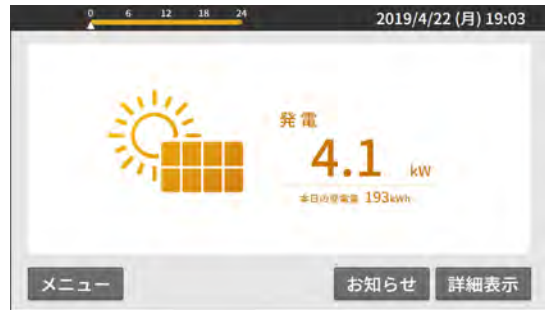 0 6 12 18 24
2019/4/22 (月) 19:03
発電
4.1 kW
本日の発電量 193kWh
メニュー
お知らせ 詳細表示